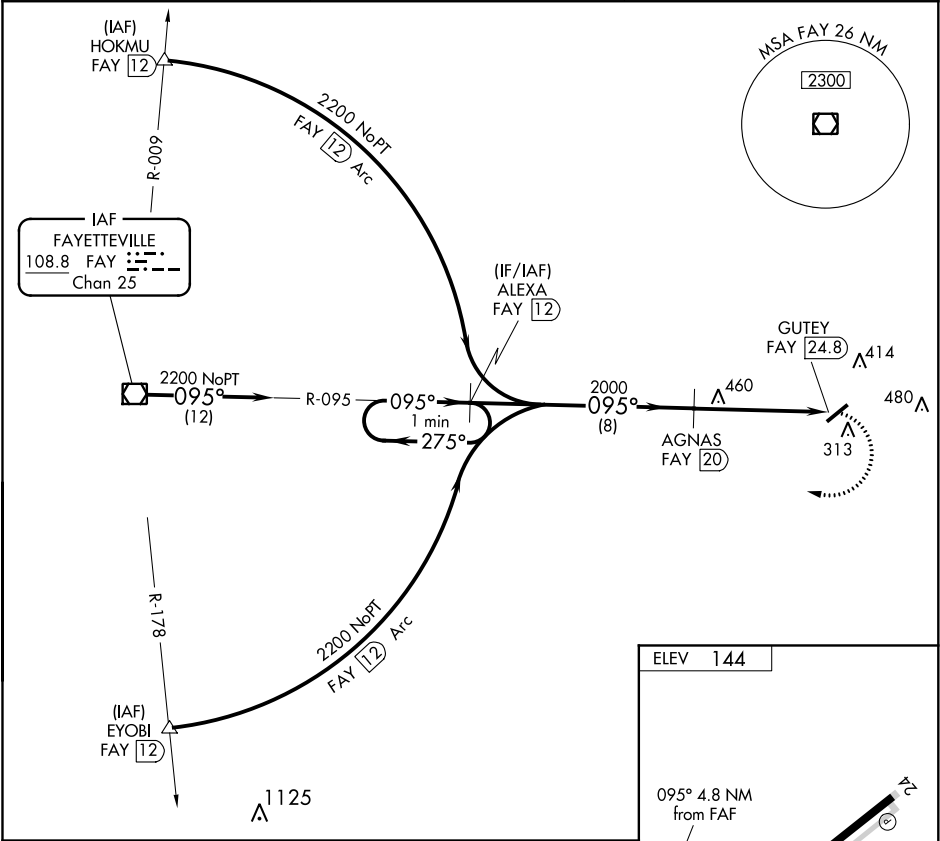 (IAF)
HOKMU
FAY 12
MSA FAY 26 NM
2300
2200 NoPT
FAY 12 Arc
R-009
IAF
FAYETTEVILLE
108.8 FAY
Chan 25
(IF/IAF)
ALEXA
FAY 12
GUTEY
FAY 24.8
414
2200 NoPT
095°
(12)
R-095
095°
1 min
275°
2000
095°
(8)
460
480
AGNAS
FAY 20
313
R-178
2200 NoPT
FAY 12 Arc
(IAF)
EYOBI
FAY 12
1125
ELEV 144
095° 4.8 NM
from FAF
24
P